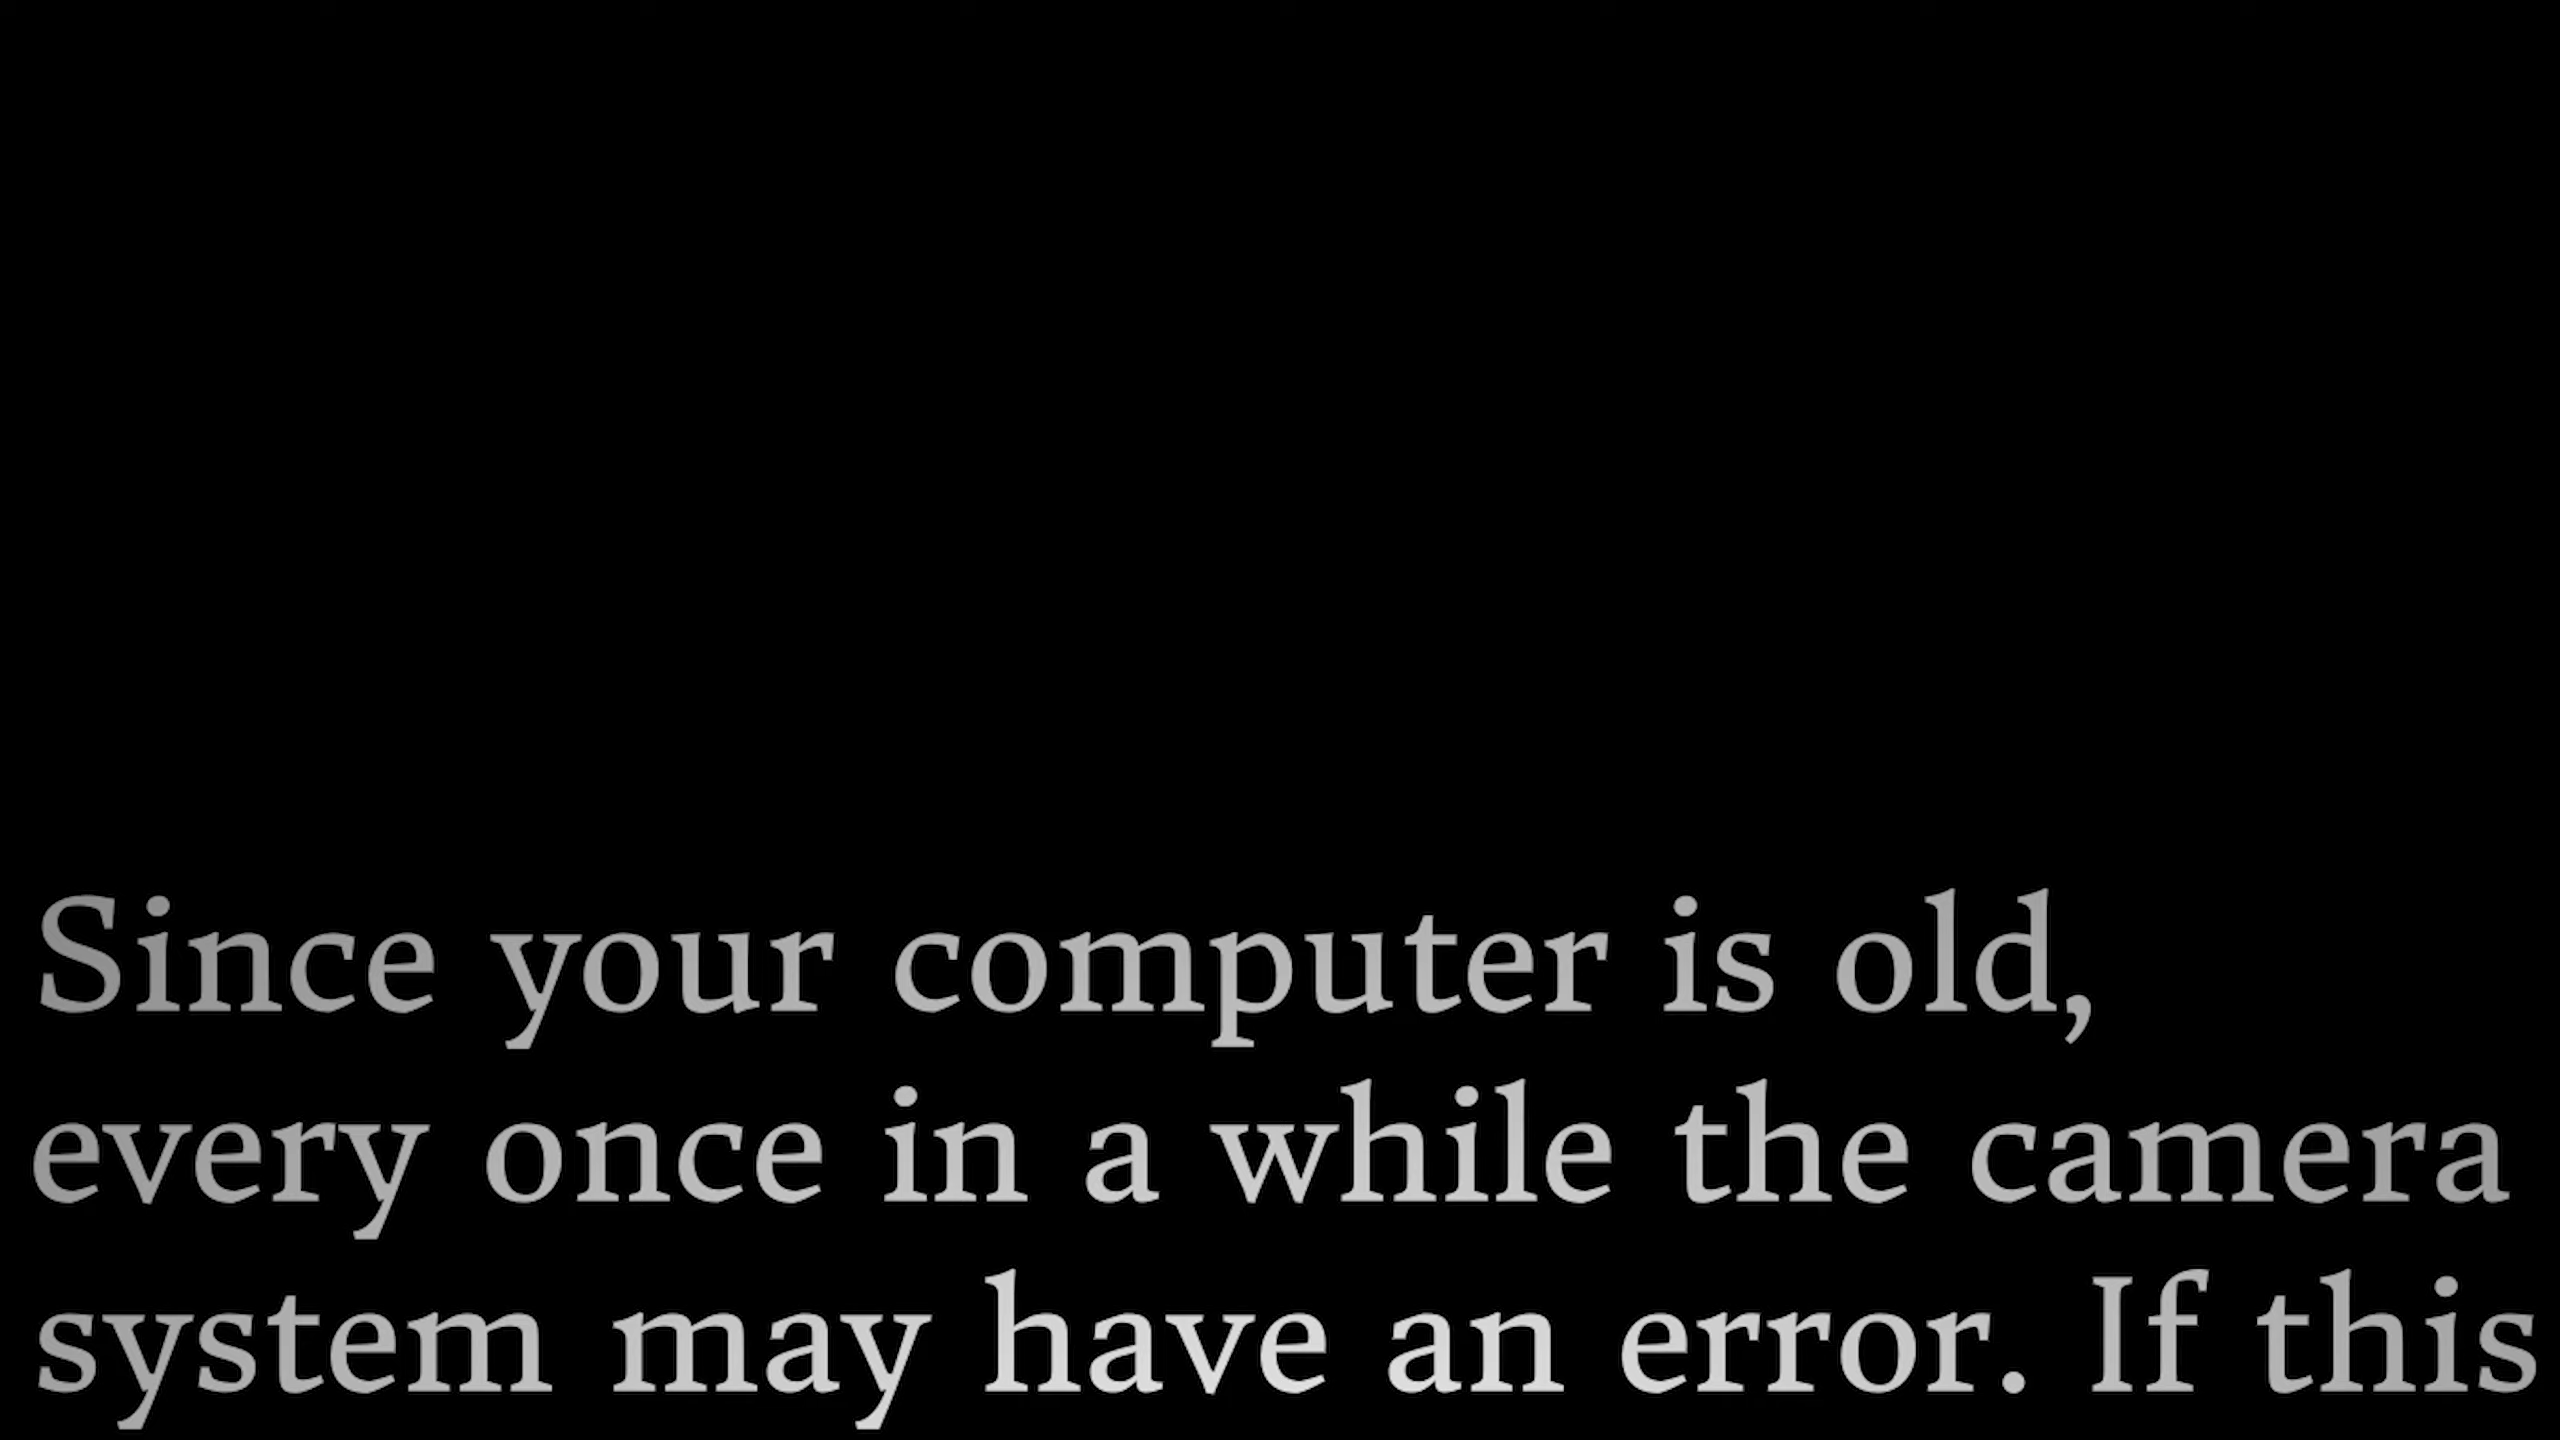 Since your computer is old,
every once in a while the camera
system may have an error. If this